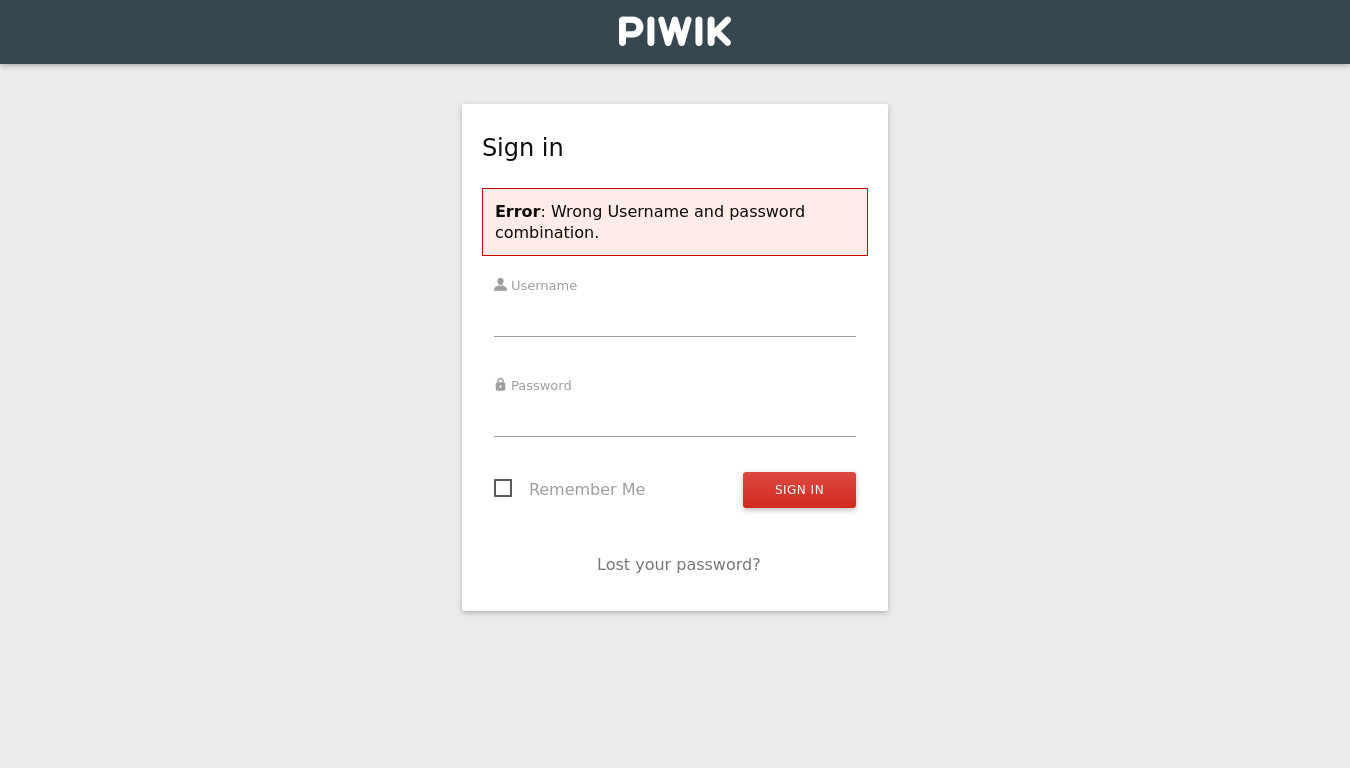 PIWIK
Sign in
Error: Wrong Username and password
combination.
Username
Password
Remember Me
SIGN IN
Lost your password?